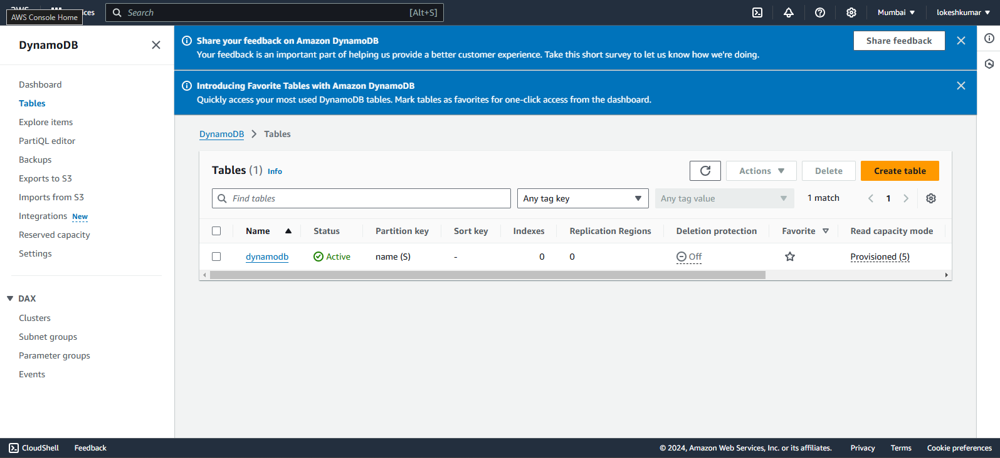 AWS Console Home
Search [Alt+S]
Mumbai
lokeshkumar
DynamoDB
Dashboard
Tables
Explore items
PartiQL editor
Backups
Exports to S3
Imports from S3
Integrations New
Reserved capacity
Settings
DAX
Clusters
Subnet groups
Parameter groups
Events
Share your feedback on Amazon DynamoDB
Your feedback is an important part of helping us provide a better customer experience. Take this short survey to let us know how we're doing.
Share feedback
Introducing Favorite Tables with Amazon DynamoDB
Quickly access your most used DynamoDB tables. Mark tables as favorites for one-click access from the dashboard.
DynamoDB Tables
Tables (1) Info
Actions Delete Create table
Find tables Any tag key Any tag value 1 match 1
Name Status Partition key Sort key Indexes Replication Regions Deletion protection Favorite Read capacity mode
dynamodb Active name (S) - 0 0 Off Provisioned (5)
CloudShell Feedback © 2024, Amazon Web Services, Inc. or its affiliates. Privacy Terms Cookie preferences